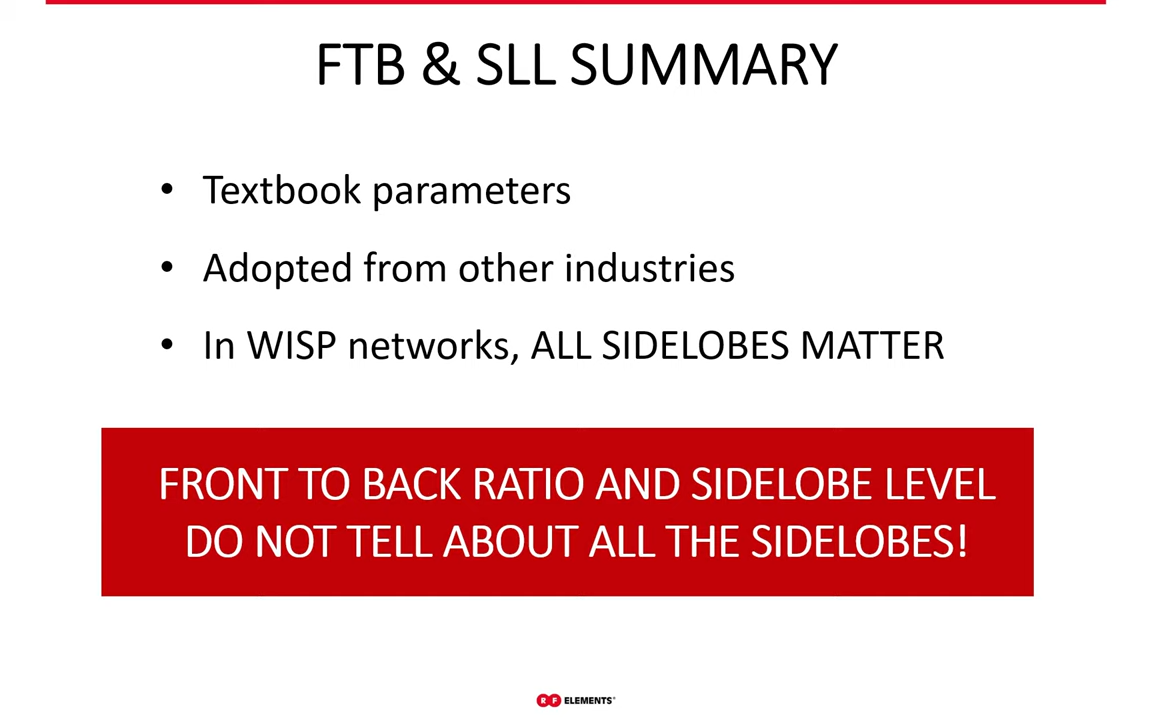 FTB & SLL SUMMARY
• Textbook parameters
• Adopted from other industries
• In WISP networks, ALL SIDELOBES MATTER
FRONT TO BACK RATIO AND SIDELOBE LEVEL
DO NOT TELL ABOUT ALL THE SIDELOBES!
RF ELEMENTS®